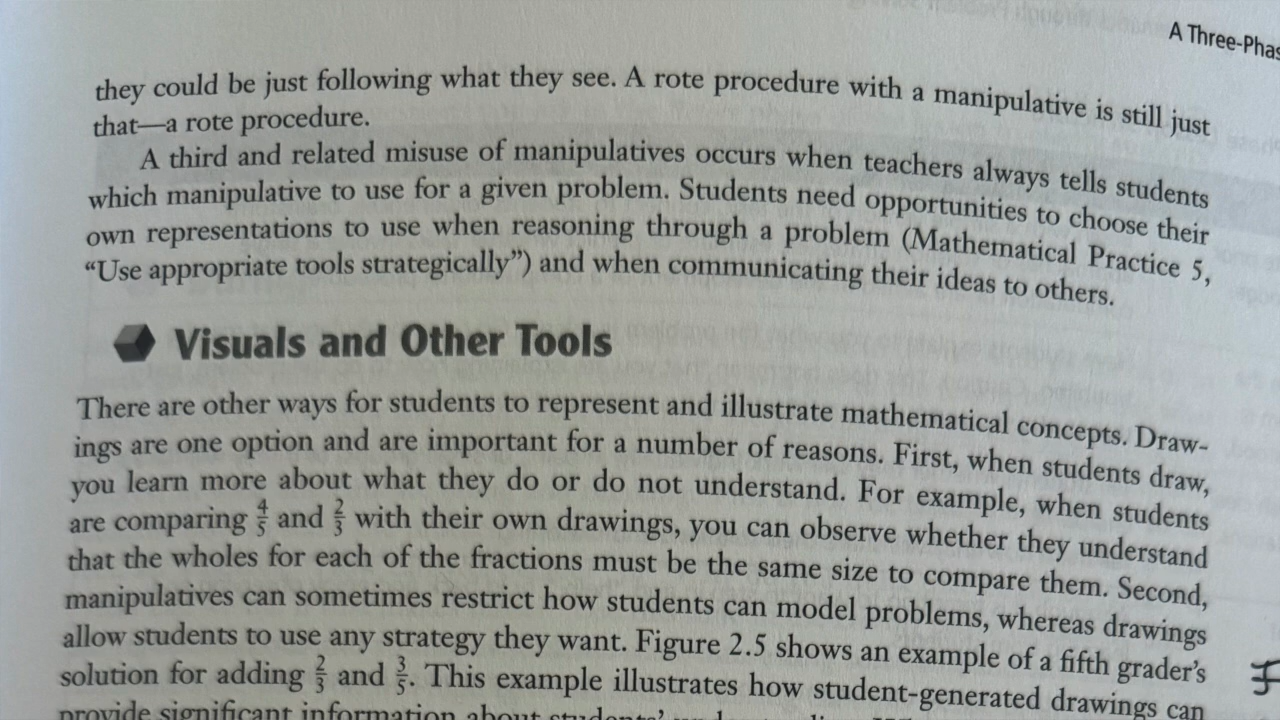 A Three-Phas
they could be just following what they see. A rote procedure with a manipulative is still just
that—a rote procedure.
A third and related misuse of manipulatives occurs when teachers always tells students
which manipulative to use for a given problem. Students need opportunities to choose their
own representations to use when reasoning through a problem (Mathematical Practice 5,
“Use appropriate tools strategically”) and when communicating their ideas to others.
Visuals and Other Tools
There are other ways for students to represent and illustrate mathematical concepts. Draw-
ings are one option and are important for a number of reasons. First, when students draw,
you learn more about what they do or do not understand. For example, when students
are comparing 4/5 and 2/3 with their own drawings, you can observe whether they understand
that the wholes for each of the fractions must be the same size to compare them. Second,
manipulatives can sometimes restrict how students can model problems, whereas drawings
allow students to use any strategy they want. Figure 2.5 shows an example of a fifth grader’s
solution for adding 2/3 and 3/5. This example illustrates how student-generated drawings can
provide significant information about students’